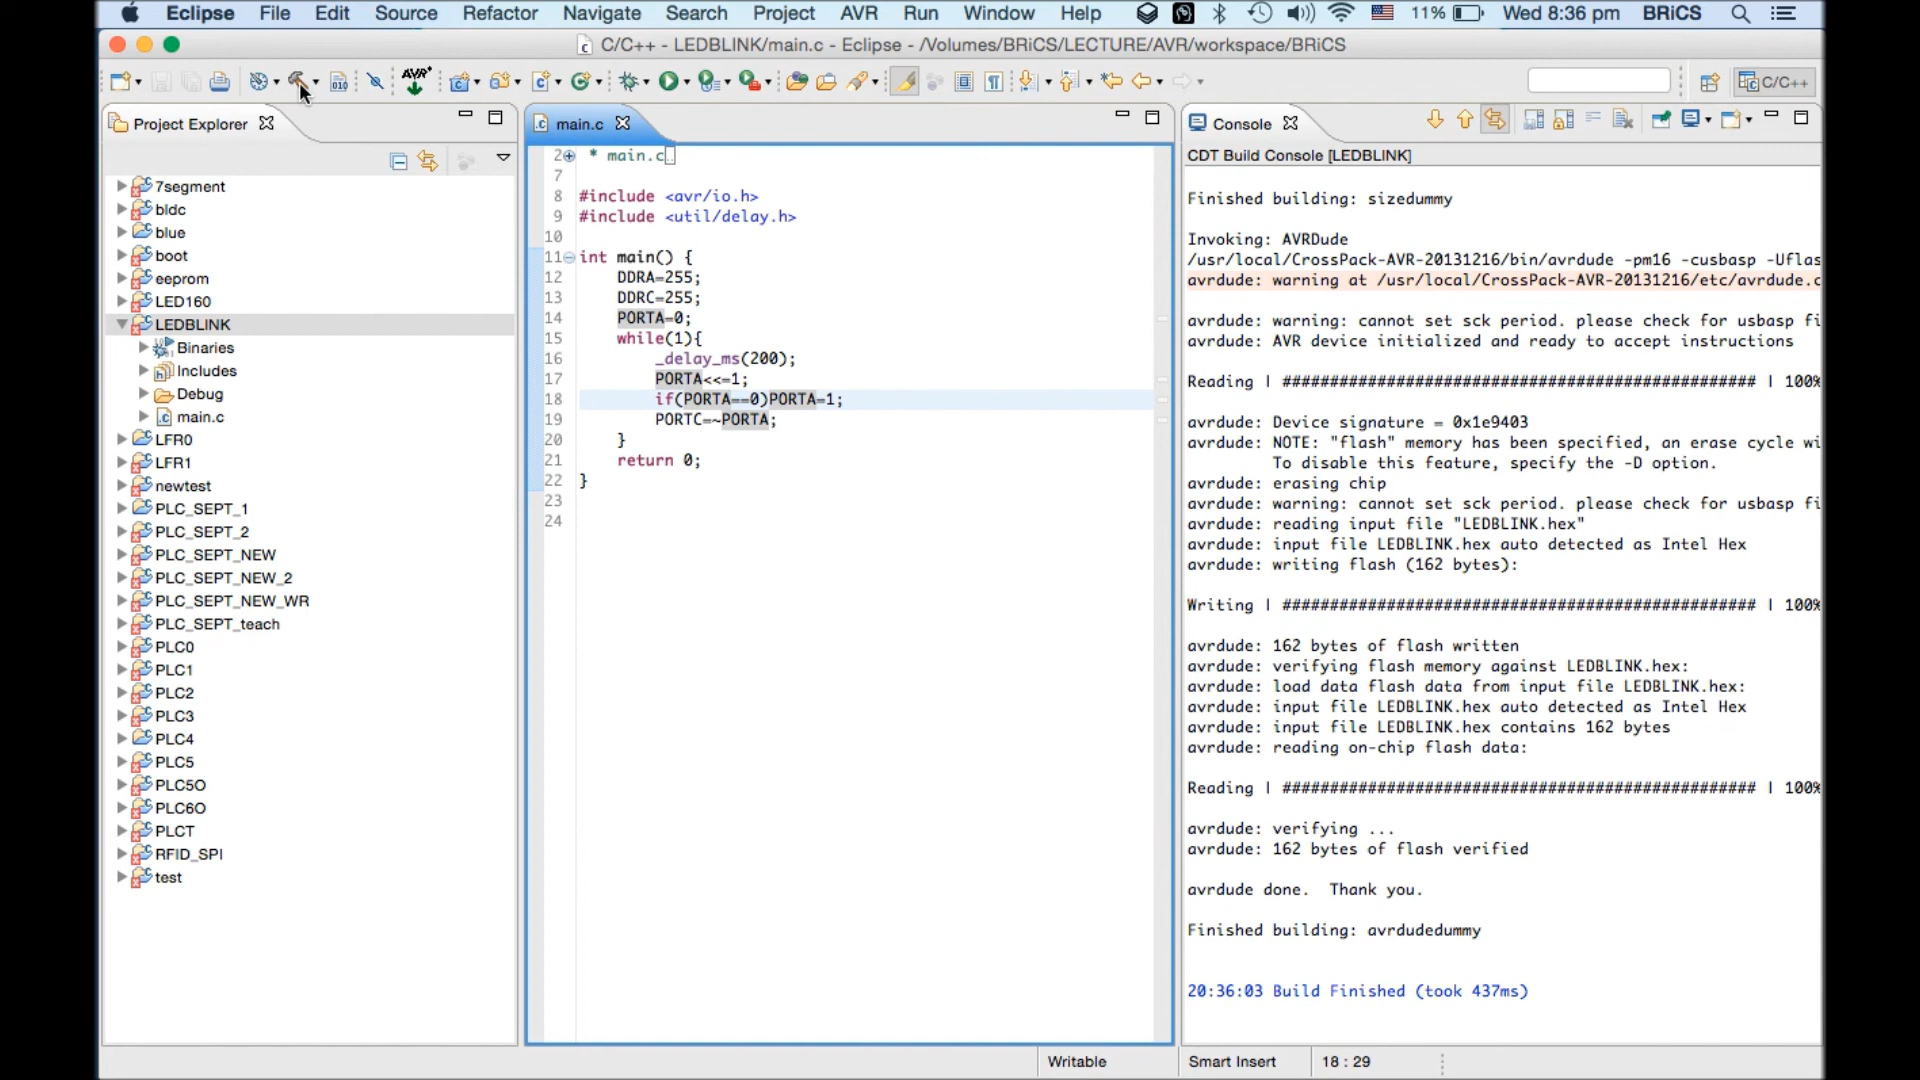 Eclipse File Edit Source Refactor Navigate Search Project AVR Run Window Help 11% Wed 8:36 pm BRiCS
C/C++ - LEDBLINK/main.c - Eclipse - /Volumes/BRiCS/LECTURE/AVR/workspace/BRiCS
AVR C/C++
Project Explorer
7segment
bldc
blue
boot
eeprom
LED160
LEDBLINK
Binaries
Includes
Debug
main.c
LFR0
LFR1
newtest
PLC_SEPT_1
PLC_SEPT_2
PLC_SEPT_NEW
PLC_SEPT_NEW_2
PLC_SEPT_NEW_WR
PLC_SEPT_teach
PLC0
PLC1
PLC2
PLC3
PLC4
PLC5
PLC5O
PLC6O
PLCT
RFID_SPI
test
main.c
2 * main.c
7
8 #include <avr/io.h>
9 #include <util/delay.h>
10
11 int main() {
12 DDRA=255;
13 DDRC=255;
14 PORTA=0;
15 while(1){
16 _delay_ms(200);
17 PORTA<<=1;
18 if(PORTA==0)PORTA=1;
19 PORTC=~PORTA;
20 }
21 return 0;
22 }
23
24
Console
CDT Build Console [LEDBLINK]
Finished building: sizedummy
Invoking: AVRDude
/usr/local/CrossPack-AVR-20131216/bin/avrdude -pm16 -cusbasp -Uflas
avrdude: warning at /usr/local/CrossPack-AVR-20131216/etc/avrdude.c
avrdude: warning: cannot set sck period. please check for usbasp fi
avrdude: AVR device initialized and ready to accept instructions
Reading | ################################################## | 100%
avrdude: Device signature = 0x1e9403
avrdude: NOTE: "flash" memory has been specified, an erase cycle wi
To disable this feature, specify the -D option.
avrdude: erasing chip
avrdude: warning: cannot set sck period. please check for usbasp fi
avrdude: reading input file "LEDBLINK.hex"
avrdude: input file LEDBLINK.hex auto detected as Intel Hex
avrdude: writing flash (162 bytes):
Writing | ################################################## | 100%
avrdude: 162 bytes of flash written
avrdude: verifying flash memory against LEDBLINK.hex:
avrdude: load data flash data from input file LEDBLINK.hex:
avrdude: input file LEDBLINK.hex auto detected as Intel Hex
avrdude: input file LEDBLINK.hex contains 162 bytes
avrdude: reading on-chip flash data:
Reading | ################################################## | 100%
avrdude: verifying ...
avrdude: 162 bytes of flash verified
avrdude done.  Thank you.
Finished building: avrdudedummy
20:36:03 Build Finished (took 437ms)
Writable Smart Insert 18 : 29